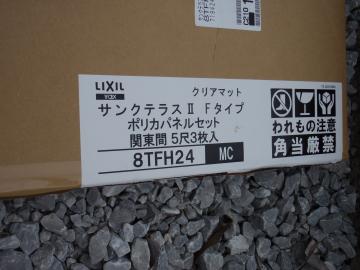 LIXIL
クリアマット
サンクテラスⅡ Fタイプ
ポリカパネルセット
関東間 5尺3枚入
8TFH24 MC
われもの注意
角当厳禁